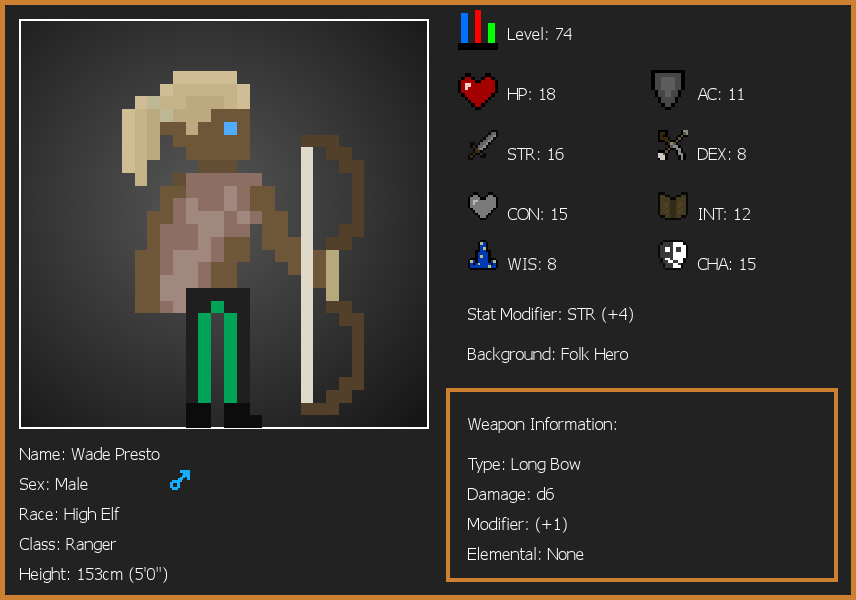 Level: 74
HP: 18
AC: 11
STR: 16
DEX: 8
CON: 15
INT: 12
WIS: 8
CHA: 15
Stat Modifier: STR (+4)
Background: Folk Hero
Weapon Information:
Type: Long Bow
Damage: d6
Modifier: (+1)
Elemental: None
Name: Wade Presto
Sex: Male
Race: High Elf
Class: Ranger
Height: 153cm (5'0")